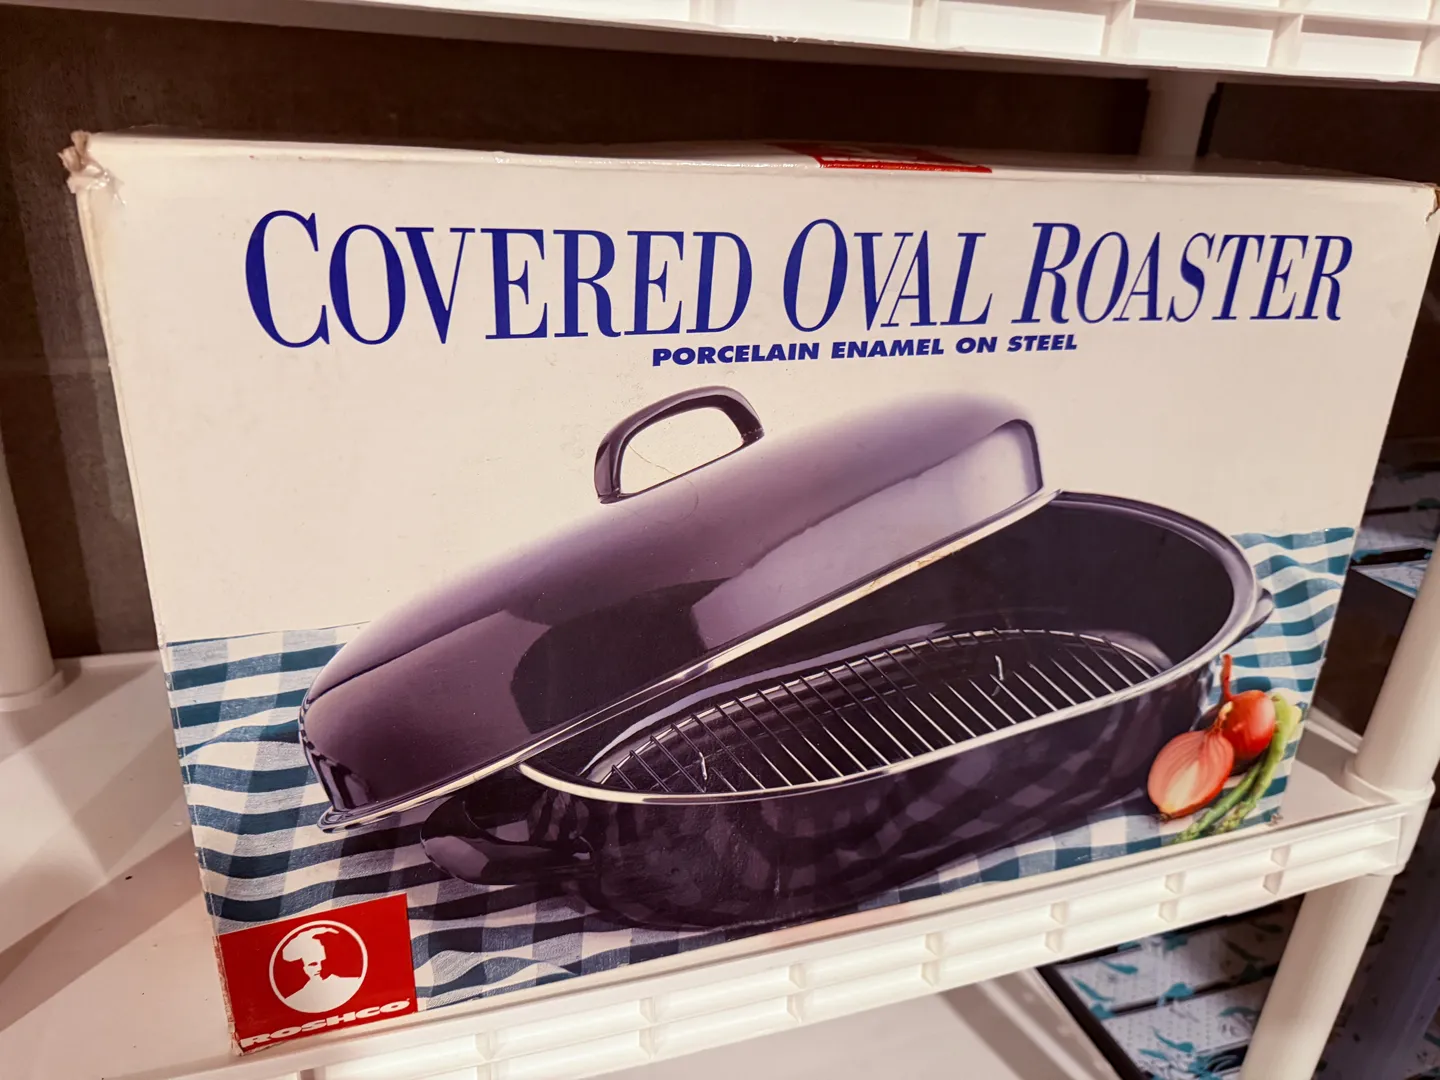 COVERED OVAL ROASTER
PORCELAIN ENAMEL ON STEEL
ROSHCO